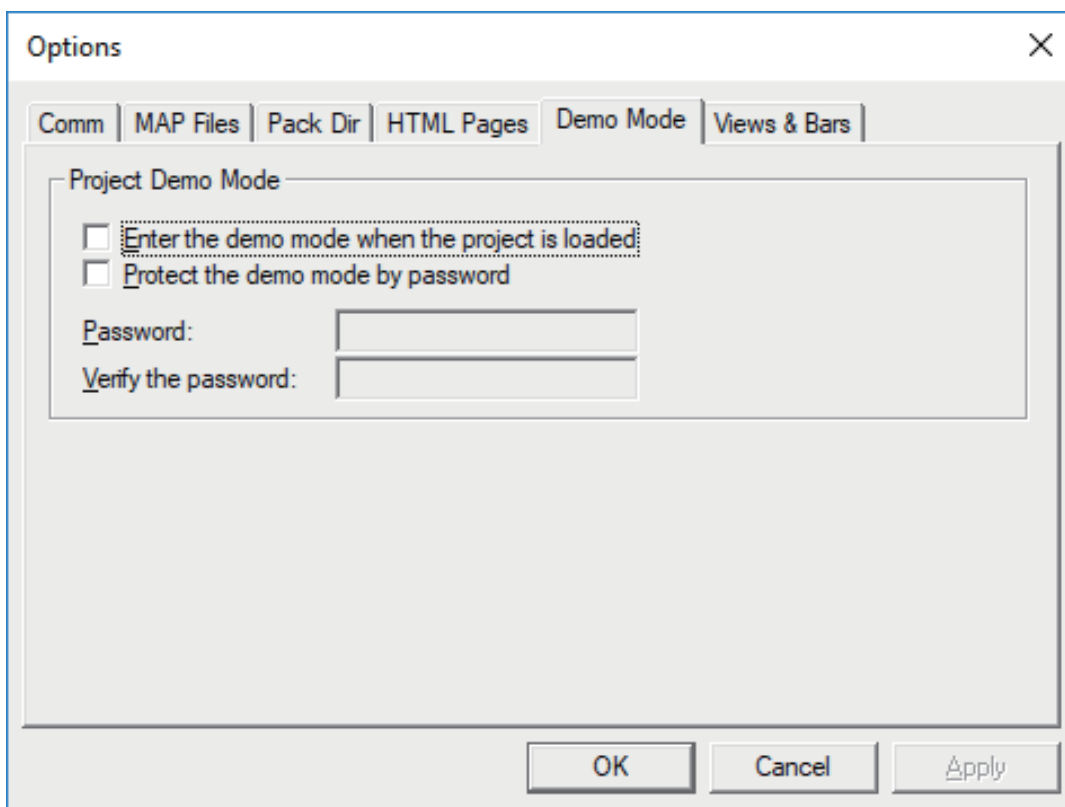 Options
Comm MAP Files Pack Dir HTML Pages Demo Mode Views & Bars
Project Demo Mode
Enter the demo mode when the project is loaded
Protect the demo mode by password
Password:
Verify the password:
OK Cancel Apply